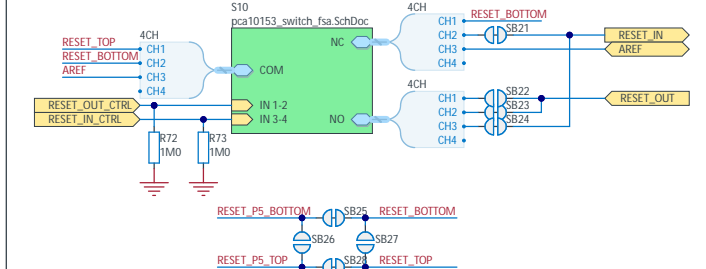 S10
pca10153_switch_fsa.SchDoc
4CH
RESET_TOP
CH1
RESET_BOTTOM
CH2
AREF
CH3
CH4
COM
NC
NO
RESET_OUT_CTRL
IN 1-2
RESET_IN_CTRL
IN 3-4
R72
1M0
R73
1M0
4CH
CH1
RESET_BOTTOM
CH2
SB21
RESET_IN
CH3
AREF
CH4
4CH
CH1
SB22
RESET_OUT
CH2
SB23
CH3
SB24
CH4
RESET_P5_BOTTOM
SB25
RESET_BOTTOM
SB26
SB27
RESET_P5_TOP
SB28
RESET_TOP